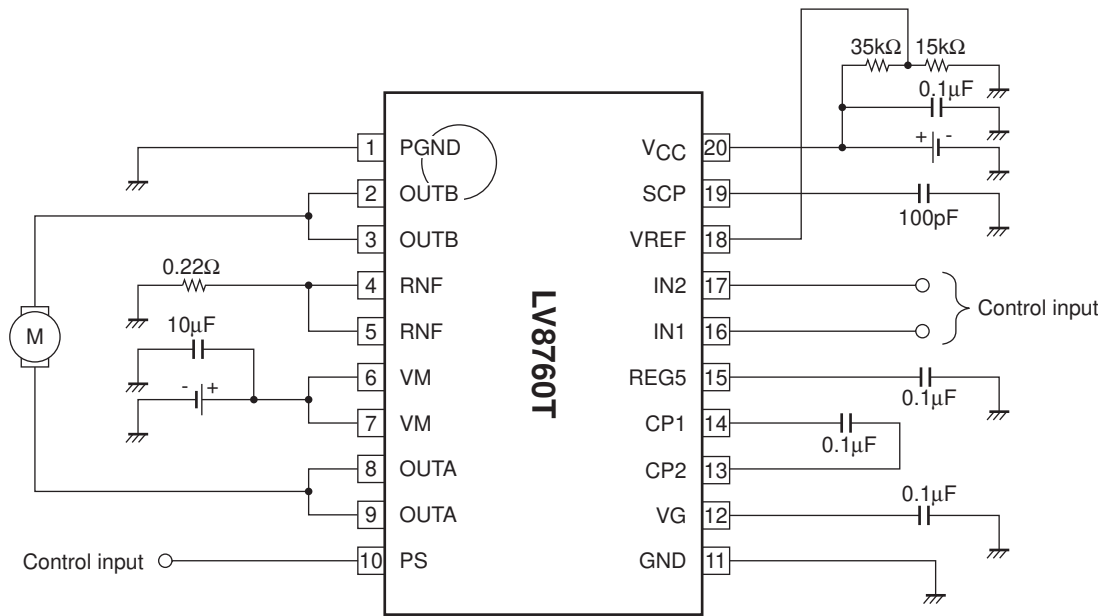 35kΩ 15kΩ
0.1μF
1 PGND
VCC 20
+ -
2 OUTB
SCP 19
100pF
3 OUTB
VREF 18
0.22Ω
4 RNF
IN2 17
LV8760T
Control input
M
10μF
5 RNF
IN1 16
6 VM
REG5 15
0.1μF
- +
7 VM
CP1 14
0.1μF
8 OUTA
CP2 13
0.1μF
9 OUTA
VG 12
Control input
10 PS
GND 11